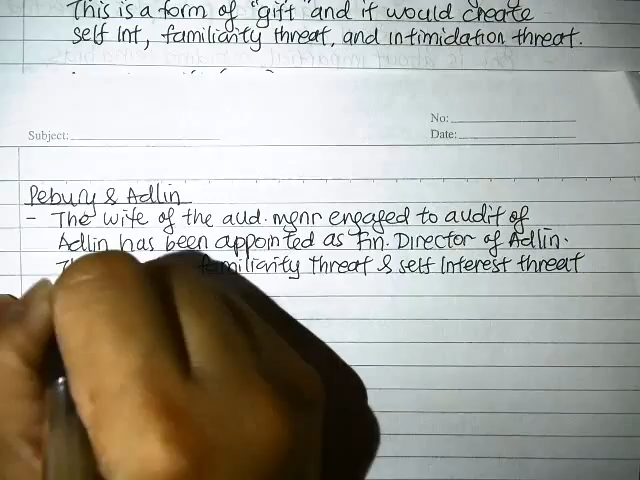 This is a form of "gift" and it would create
self int, familiarity threat, and intimidation threat.
No:
Subject:
Date:
Pebury & Adlin
- The wife of the aud. mgnr engaged to audit of
Adlin has been appointed as Fin. Director of Adlin.
familiarity threat & self interest threat